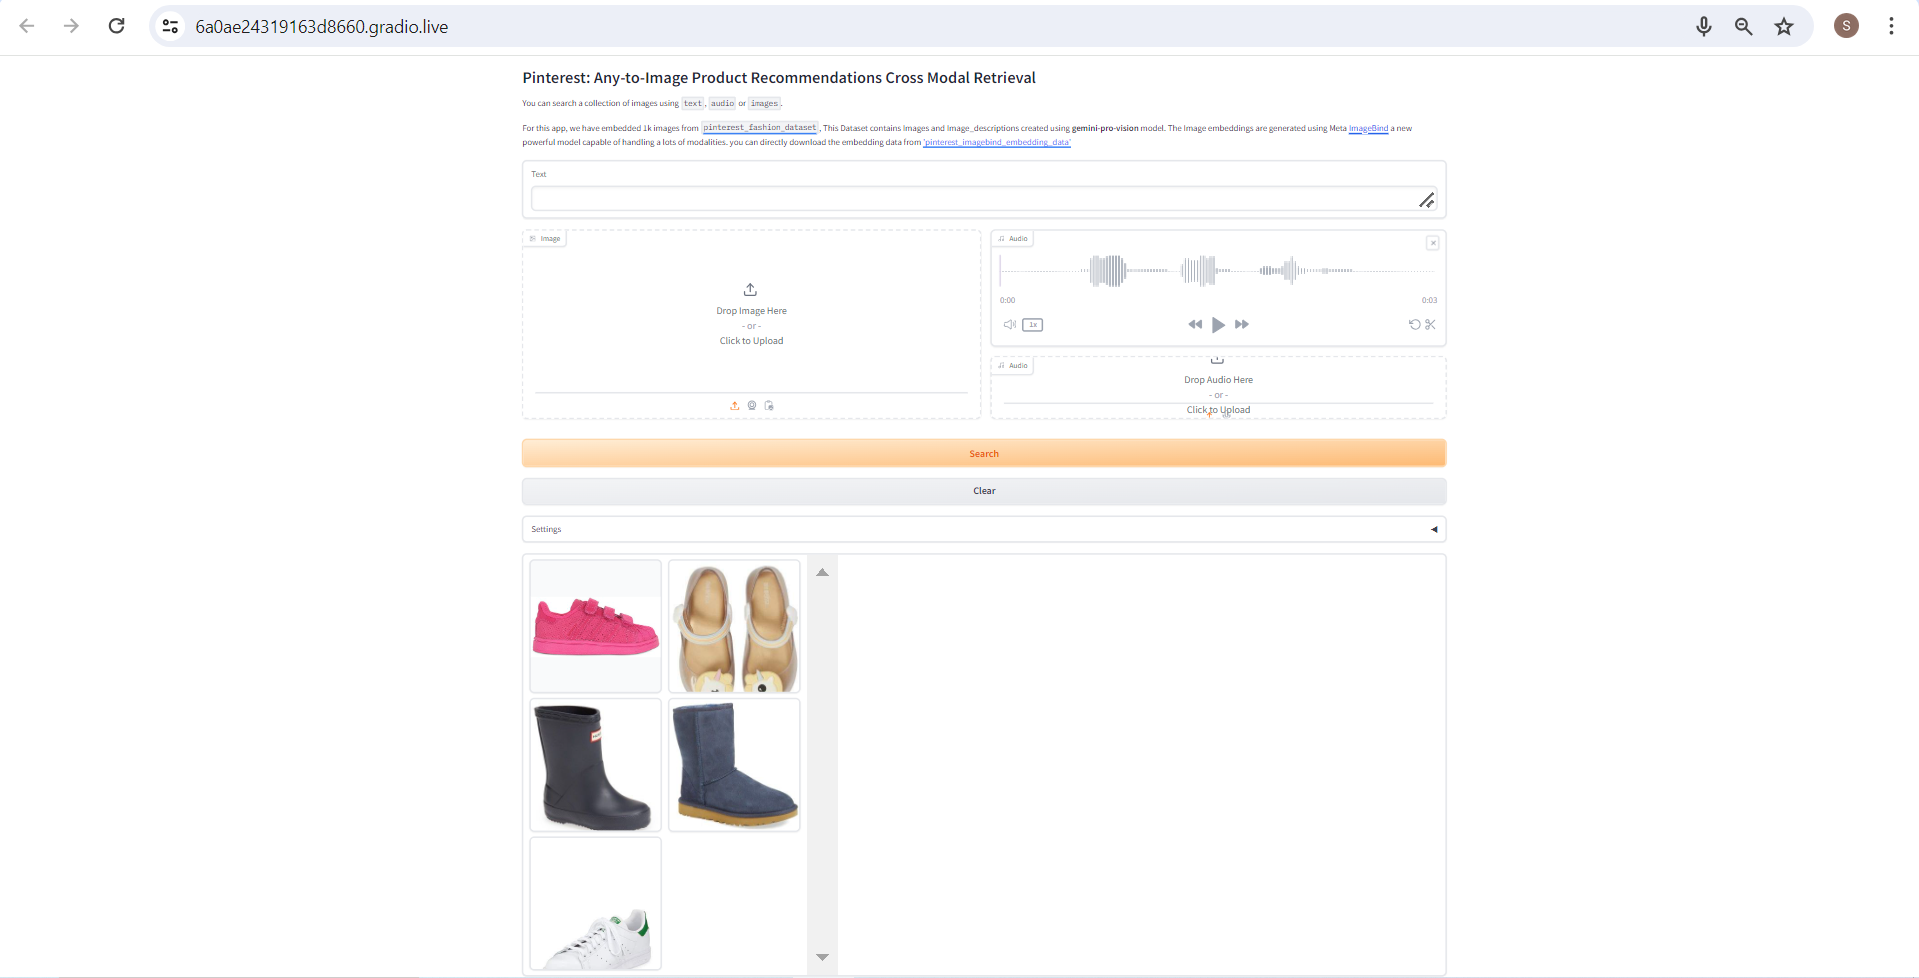 6a0ae24319163d8660.gradio.live
S
Pinterest: Any-to-Image Product Recommendations Cross Modal Retrieval
You can search a collection of images using text, audio or images.
For this app, we have embedded 1k images from pinterest_fashion_dataset, This Dataset contains Images and Image_descriptions created using gemini-pro-vision model. The Image embeddings are generated using Meta ImageBind a new
powerful model capable of handling a lots of modalities. you can directly download the embedding data from 'pinterest_imagebind_embedding_data'
Text
Image
Drop Image Here
- or -
Click to Upload
Audio
0:00
0:03
1x
Audio
Drop Audio Here
- or -
Click to Upload
Search
Clear
Settings